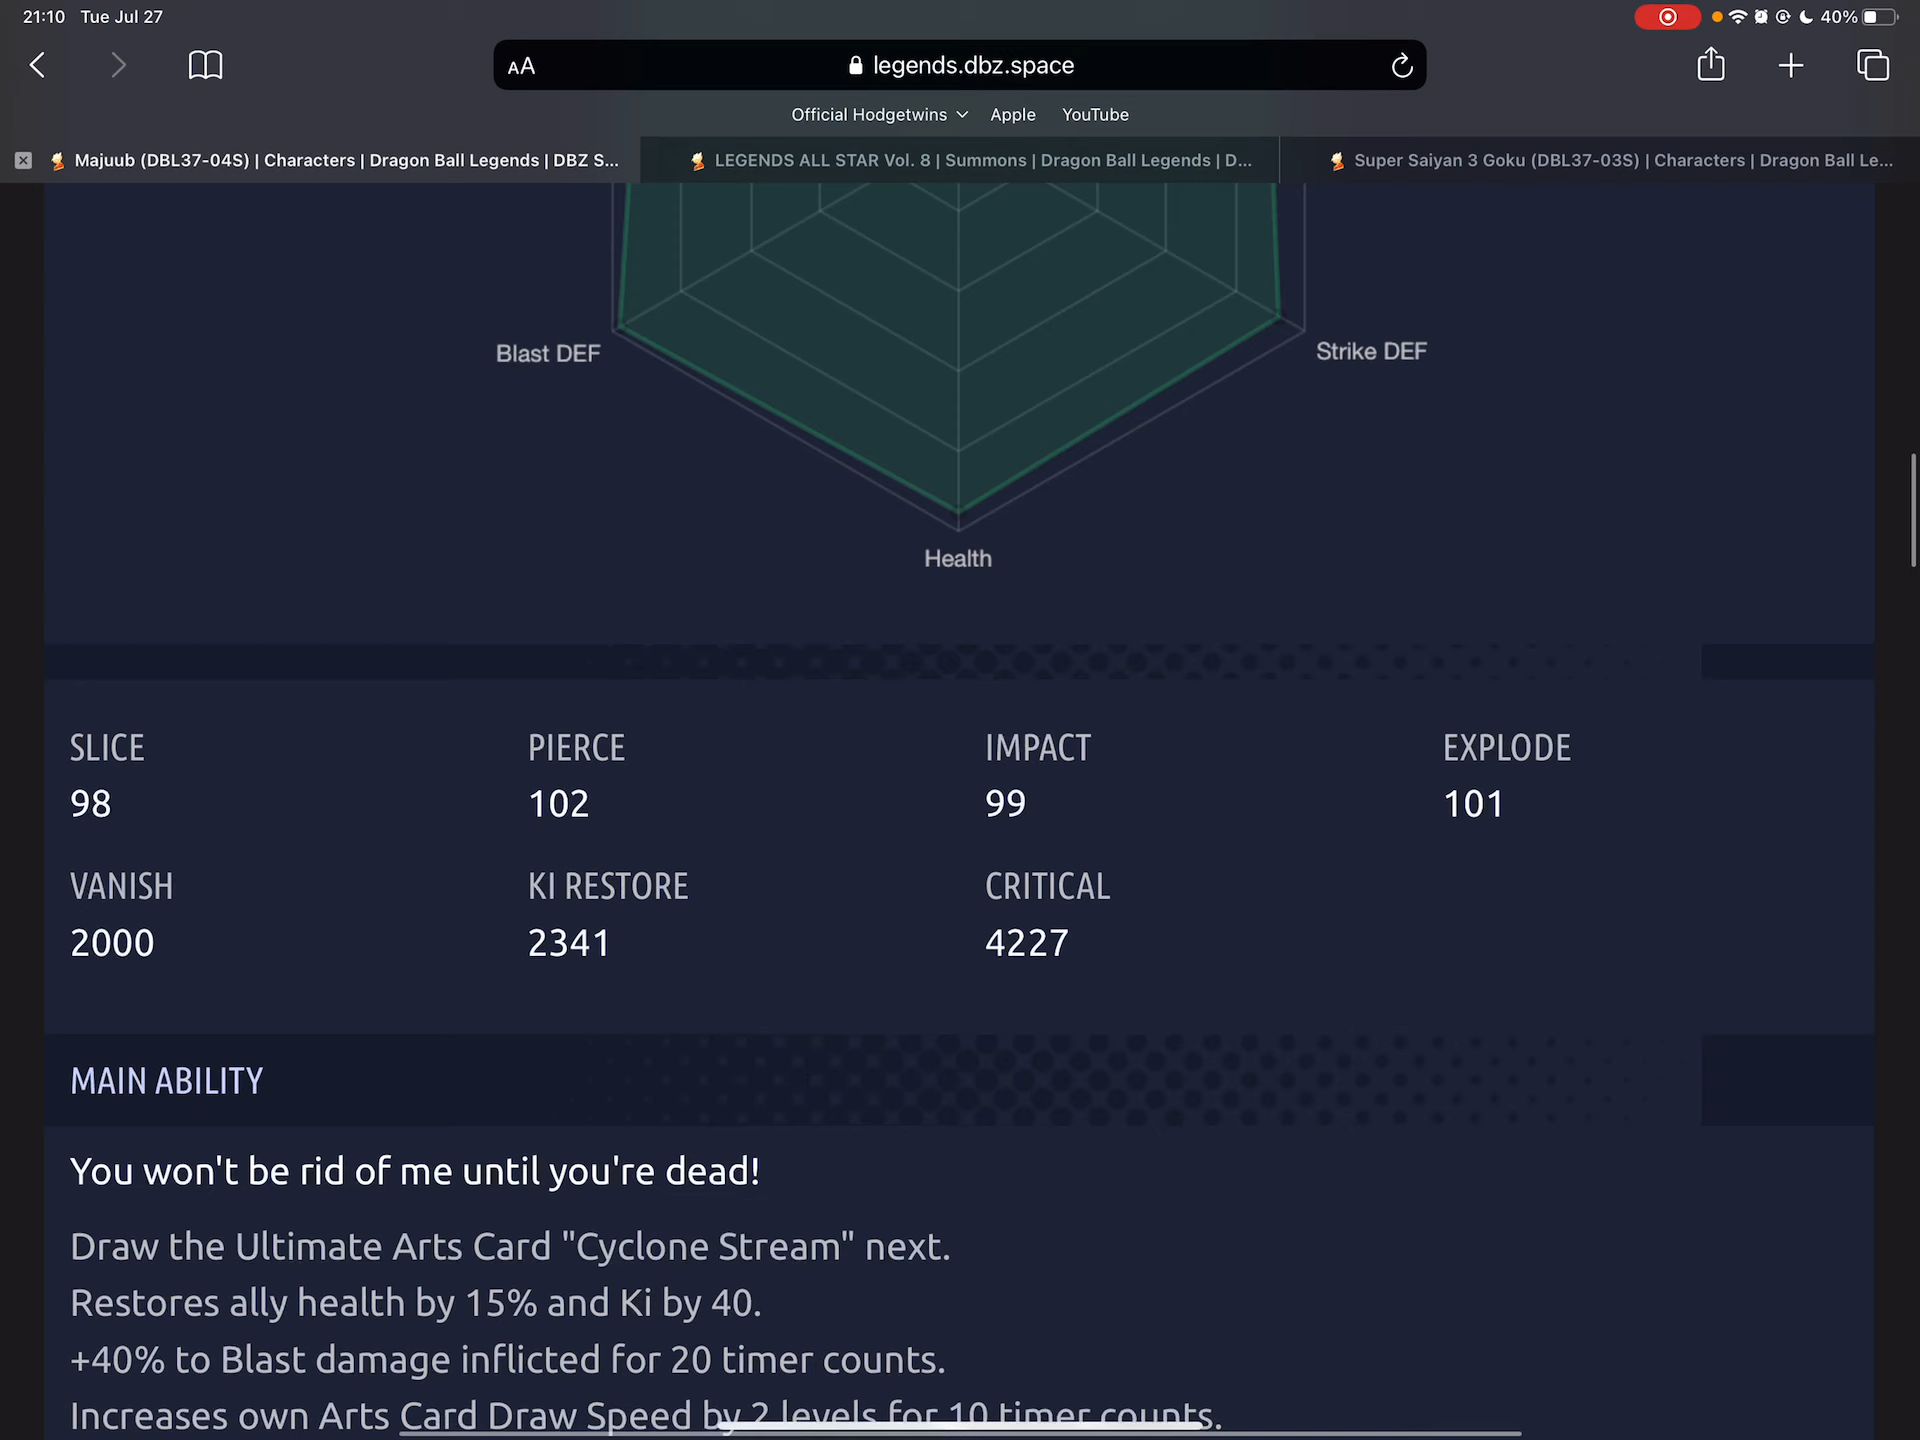 21:10 Tue Jul 27
40%
AA legends.dbz.space
Official Hodgetwins Apple YouTube
Majuub (DBL37-04S) | Characters | Dragon Ball Legends | DBZ S...
LEGENDS ALL STAR Vol. 8 | Summons | Dragon Ball Legends | D...
Super Saiyan 3 Goku (DBL37-03S) | Characters | Dragon Ball Le...
Blast DEF
Strike DEF
Health
SLICE PIERCE IMPACT EXPLODE
98 102 99 101
VANISH KI RESTORE CRITICAL
2000 2341 4227
MAIN ABILITY
You won't be rid of me until you're dead!
Draw the Ultimate Arts Card "Cyclone Stream" next.
Restores ally health by 15% and Ki by 40.
+40% to Blast damage inflicted for 20 timer counts.
Increases own Arts Card Draw Speed by 2 levels for 10 timer counts.